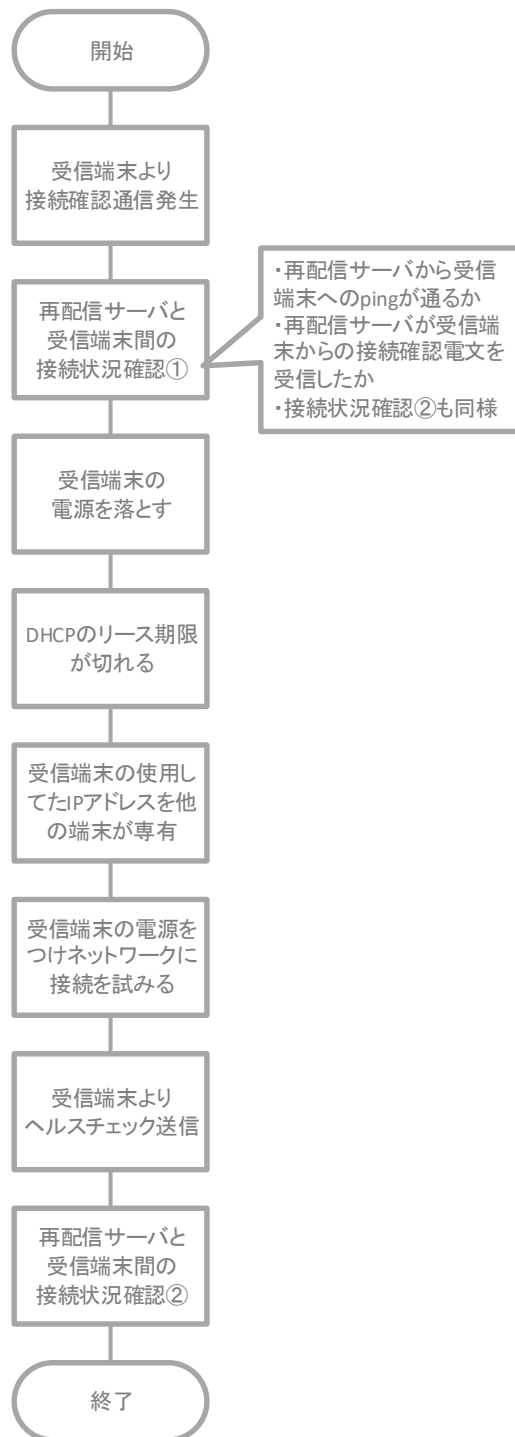 開始
受信端末より
接続確認通信発生
再配信サーバと
受信端末間の
接続状況確認①
・再配信サーバから受信
端末へのpingが通るか
・再配信サーバが受信端
末からの接続確認電文を
受信したか
・接続状況確認②も同様
受信端末の
電源を落とす
DHCPのリース期限
が切れる
受信端末の使用し
てたIPアドレスを他
の端末が専有
受信端末の電源を
つけネットワークに
接続を試みる
受信端末より
ヘルスチェック送信
再配信サーバと
受信端末間の
接続状況確認②
終了